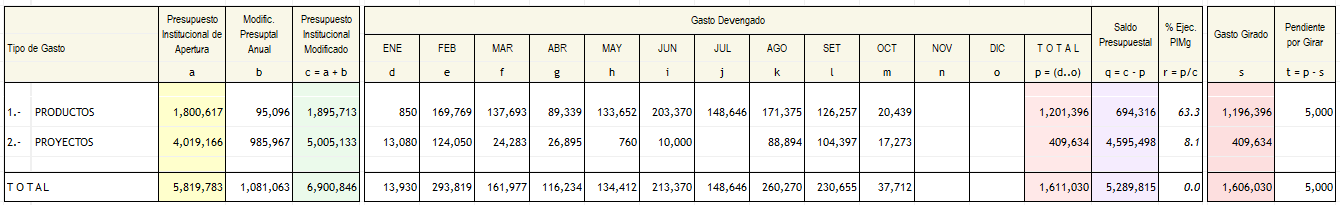 Tipo de Gasto Presupuesto Institucional de Apertura a Modific. Presuptal Anual b Presupuesto Institucional Modificado c = a + b Gasto Devengado Saldo Presupuestal q = c - p % Ejec. PIMg r = p/c Gasto Girado s Pendiente por Girar t = p - s
ENE FEB MAR ABR MAY JUN JUL AGO SET OCT NOV DIC T O T A L
d e f g h i j k l m n o p = (d..o)
1.- PRODUCTOS 1,800,617 95,096 1,895,713 850 169,769 137,693 89,339 133,652 203,370 148,646 171,375 126,257 20,439 1,201,396 694,316 63.3 1,196,396 5,000
2.- PROYECTOS 4,019,166 985,967 5,005,133 13,080 124,050 24,283 26,895 760 10,000 88,894 104,397 17,273 409,634 4,595,498 8.1 409,634
T O T A L 5,819,783 1,081,063 6,900,846 13,930 293,819 161,977 116,234 134,412 213,370 148,646 260,270 230,655 37,712 1,611,030 5,289,815 0.0 1,606,030 5,000